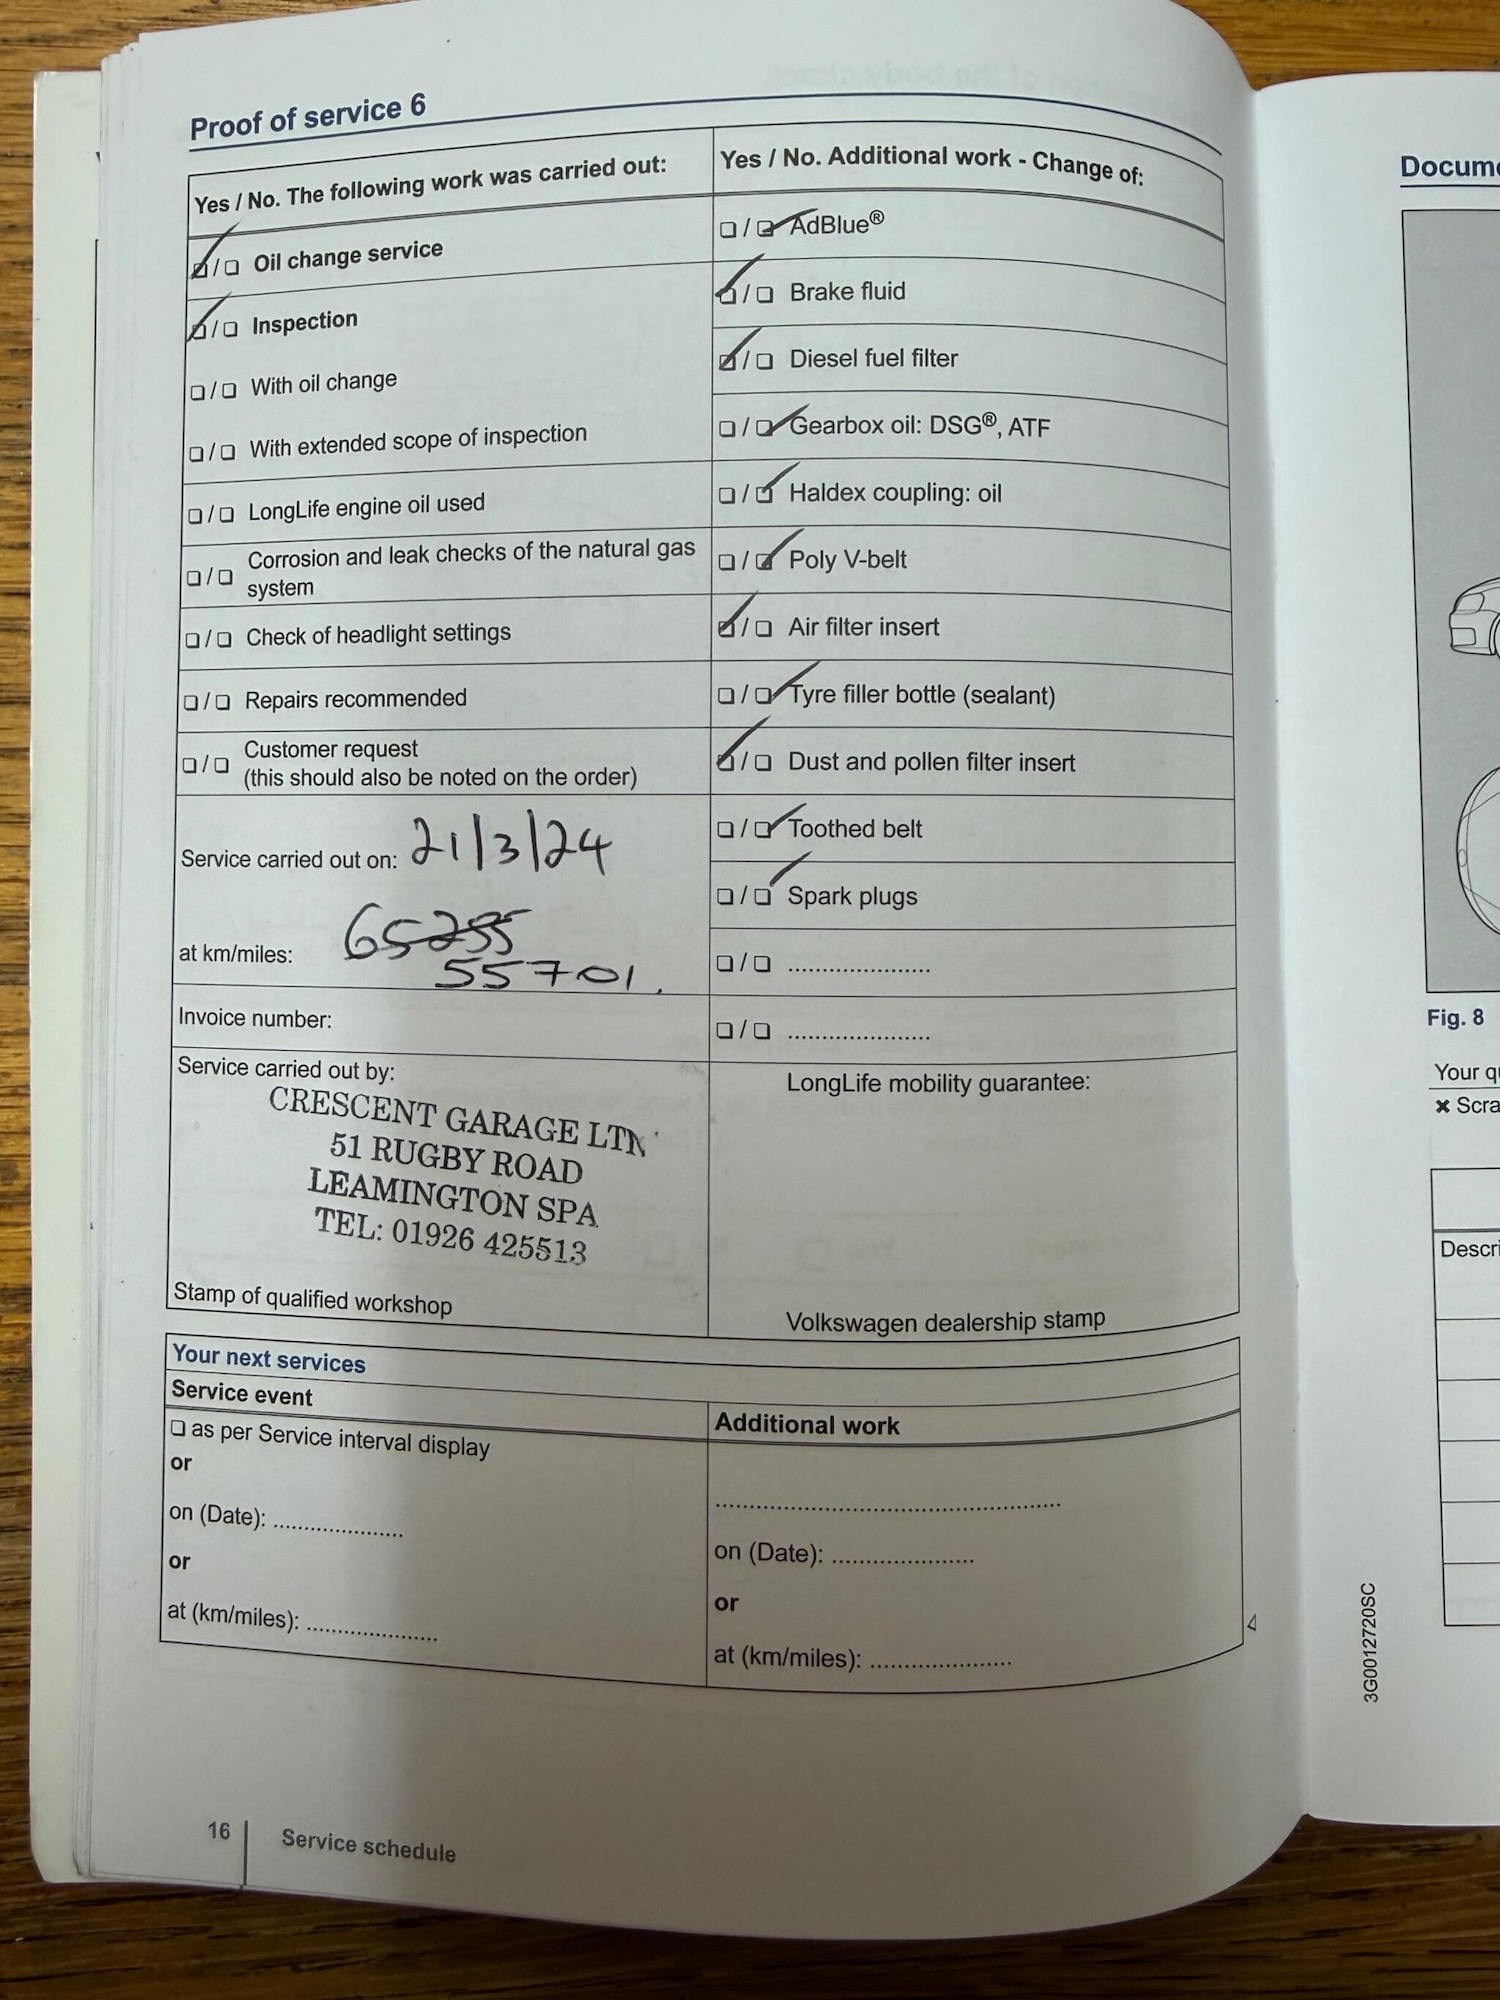 Proof of service 6
Yes / No. The following work was carried out:
❑ / ❑ Oil change service
❑ / ❑ Inspection
❑ / ❑ With oil change
❑ / ❑ With extended scope of inspection
❑ / ❑ LongLife engine oil used
❑ / ❑ Corrosion and leak checks of the natural gas
system
❑ / ❑ Check of headlight settings
❑ / ❑ Repairs recommended
❑ / ❑ Customer request
(this should also be noted on the order)
Service carried out on: 21/3/24
at km/miles: 65255
55701.
Invoice number:
Service carried out by:
CRESCENT GARAGE LTD
51 RUGBY ROAD
LEAMINGTON SPA
TEL: 01926 425513
Stamp of qualified workshop
Yes / No. Additional work - Change of:
❑ / ❑ AdBlue®
❑ / ❑ Brake fluid
❑ / ❑ Diesel fuel filter
❑ / ❑ Gearbox oil: DSG®, ATF
❑ / ❑ Haldex coupling: oil
❑ / ❑ Poly V-belt
❑ / ❑ Air filter insert
❑ / ❑ Tyre filler bottle (sealant)
❑ / ❑ Dust and pollen filter insert
❑ / ❑ Toothed belt
❑ / ❑ Spark plugs
❑ / ❑ .....................
❑ / ❑ .....................
LongLife mobility guarantee:
Volkswagen dealership stamp
Your next services
Service event
❑ as per Service interval display
or
on (Date): ...................
or
at (km/miles): ...................
Additional work
..................................................
on (Date): .....................
or
at (km/miles): .....................
16 Service schedule
Docume
Fig. 8
Your qu
✖ Scra
Descri
3G0012720SC